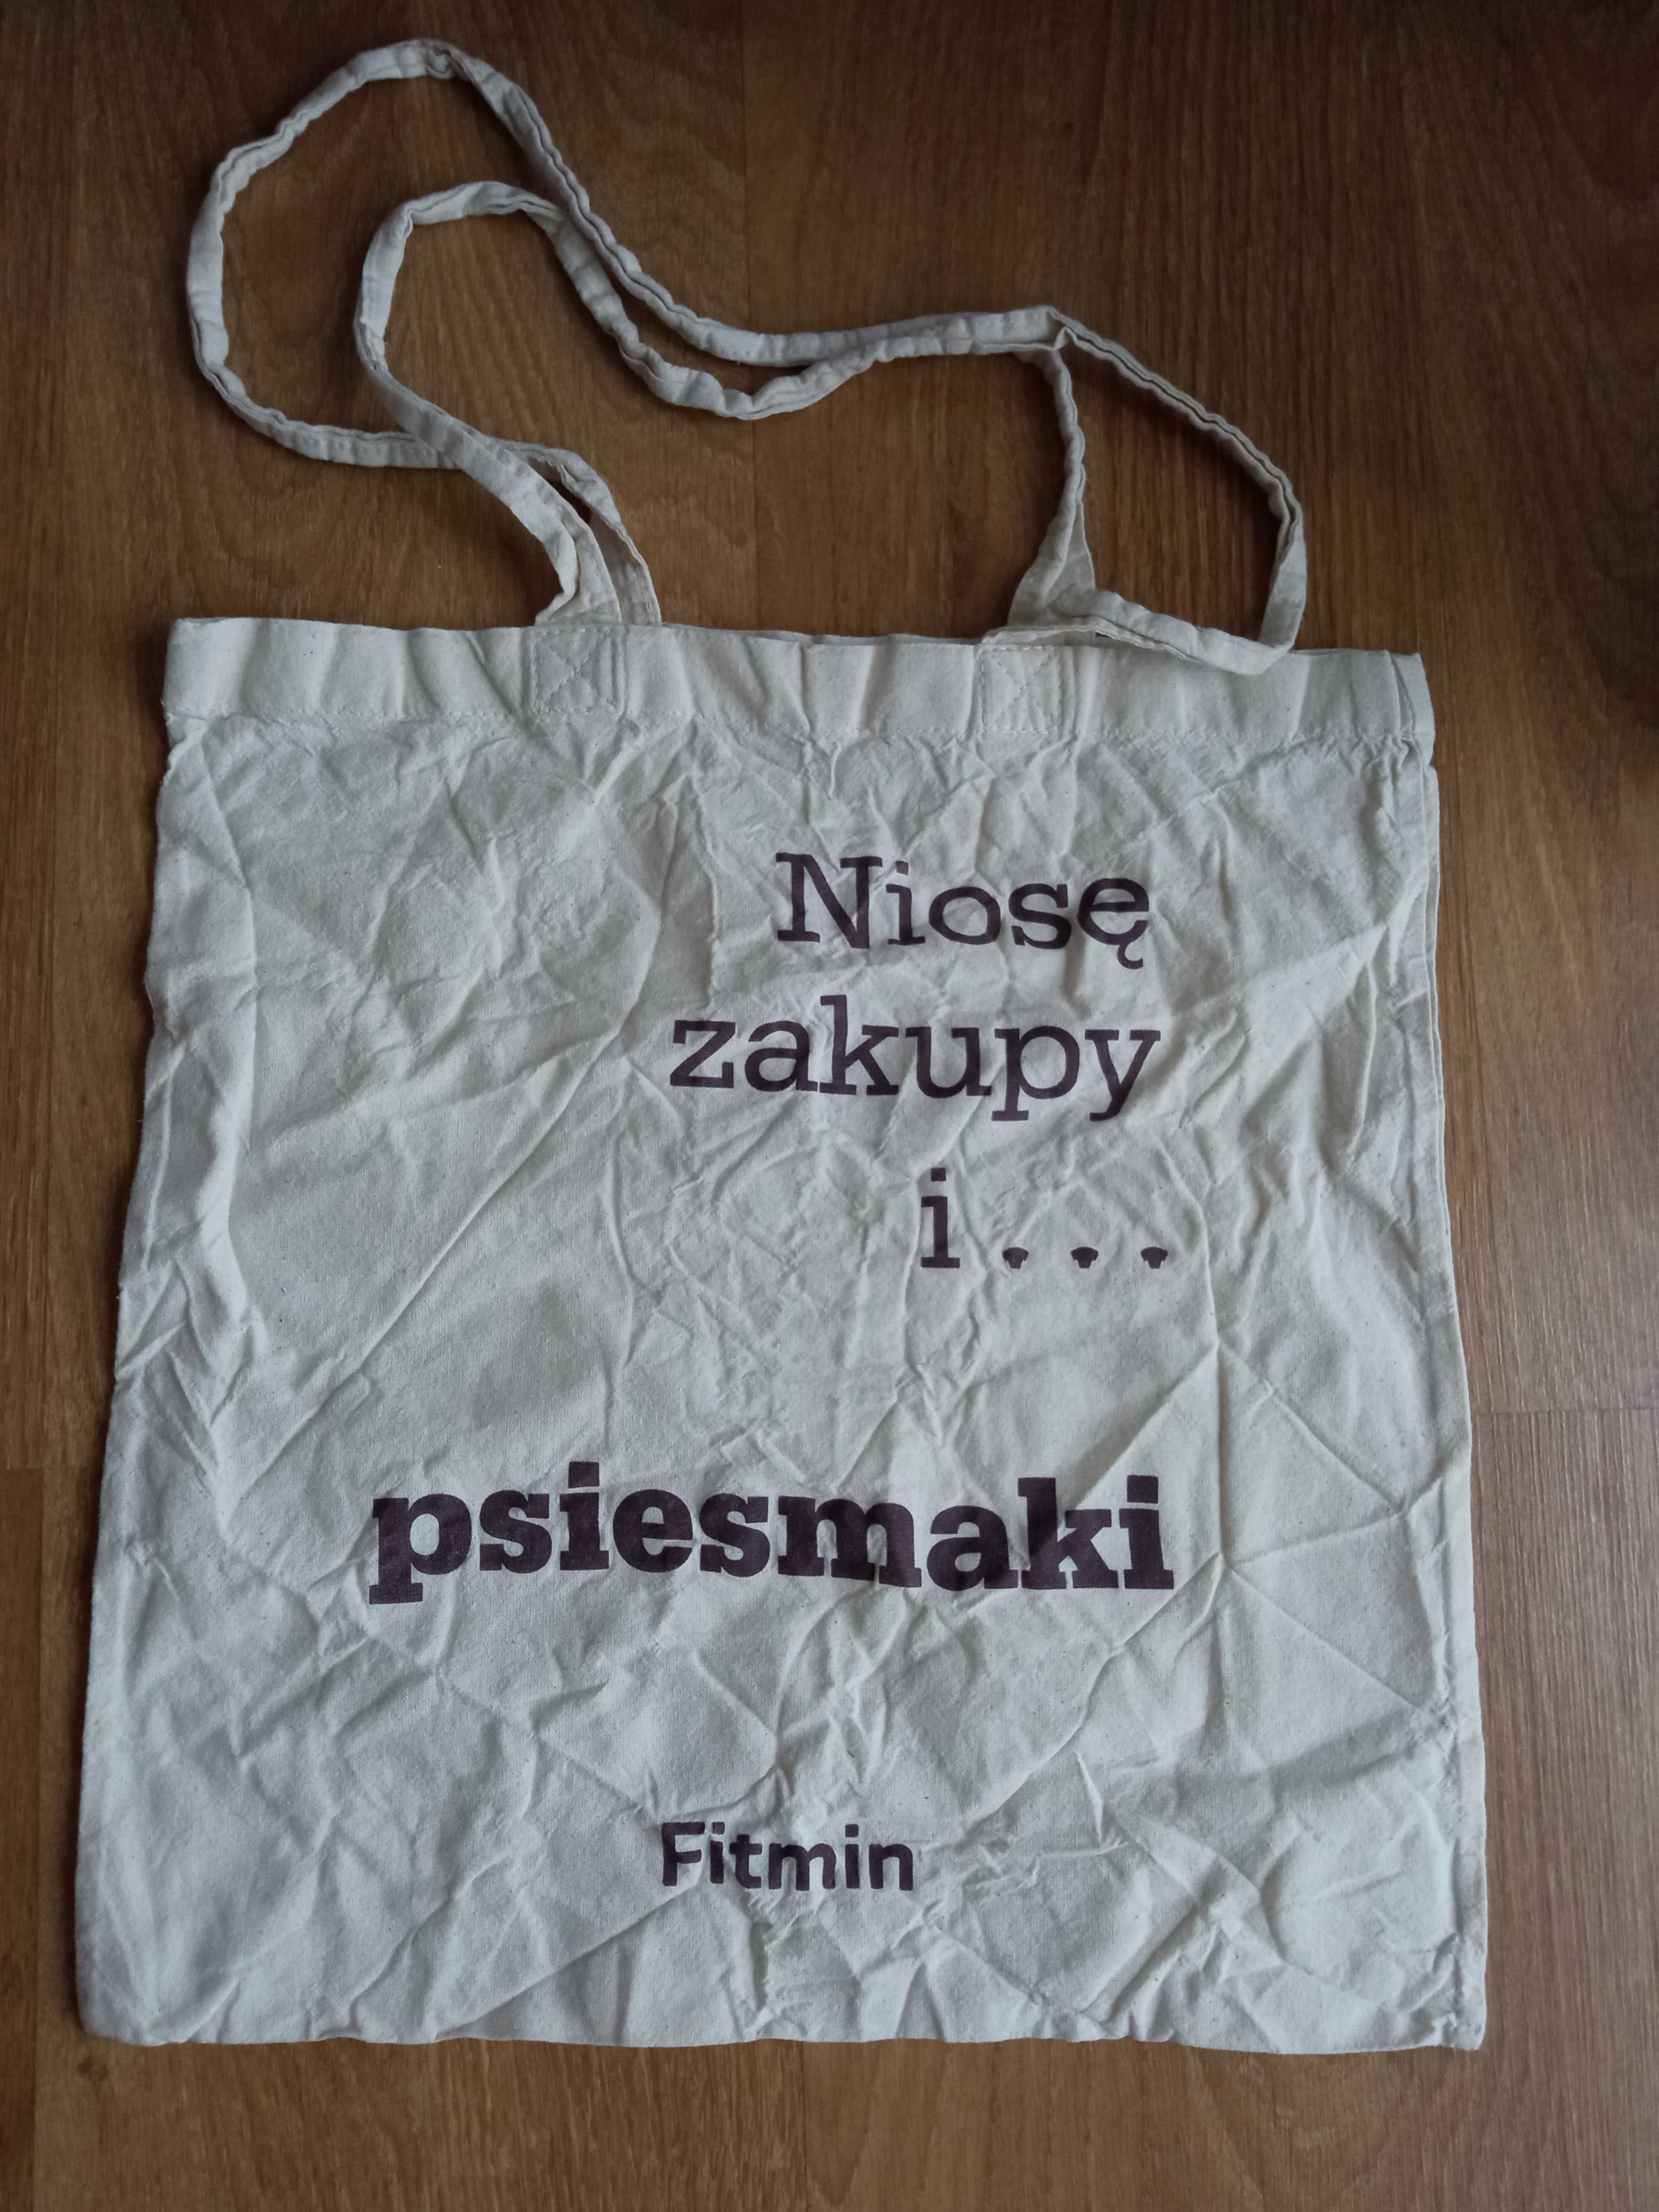 Niosę
zakupy
i...
psiesmaki
Fitmin